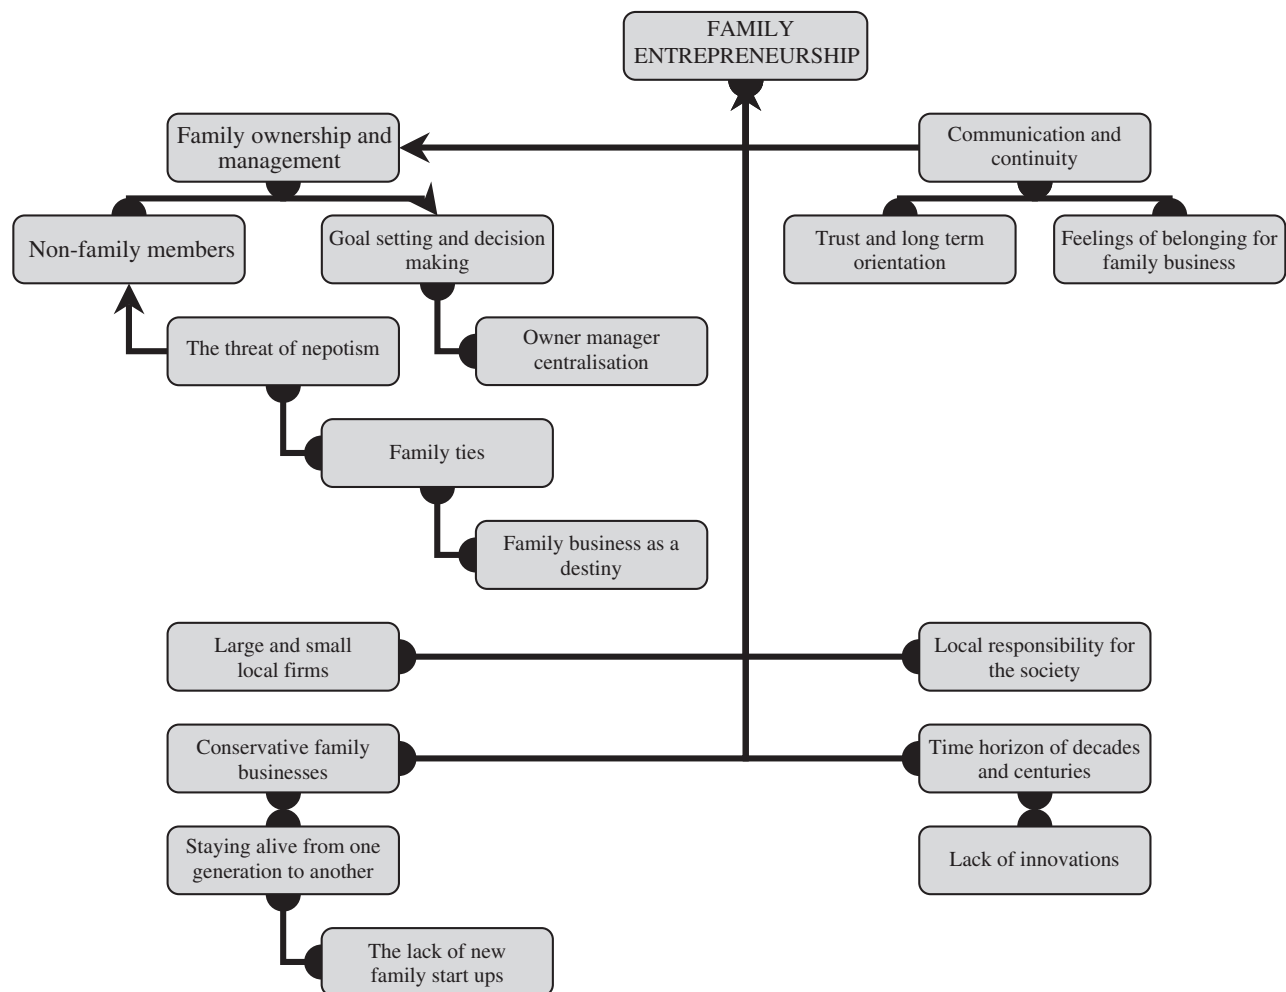 FAMILY
ENTREPRENEURSHIP
Family ownership and
management
Communication and
continuity
Non-family members
Goal setting and decision
making
Trust and long term
orientation
Feelings of belonging for
family business
The threat of nepotism
Owner manager
centralisation
Family ties
Family business as a
destiny
Large and small
local firms
Local responsibility for
the society
Conservative family
businesses
Time horizon of decades
and centuries
Staying alive from one
generation to another
Lack of innovations
The lack of new
family start ups